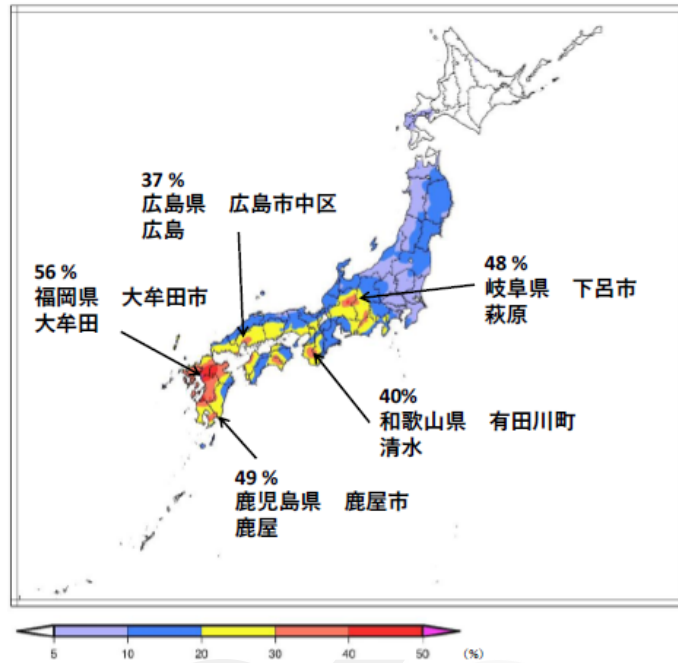 37 %
広島県　広島市中区
広島
56 %
福岡県　大牟田市
大牟田
48 %
岐阜県　下呂市
萩原
40%
和歌山県　有田川町
清水
49 %
鹿児島県　鹿屋市
鹿屋
5 10 20 30 40 50 (%)